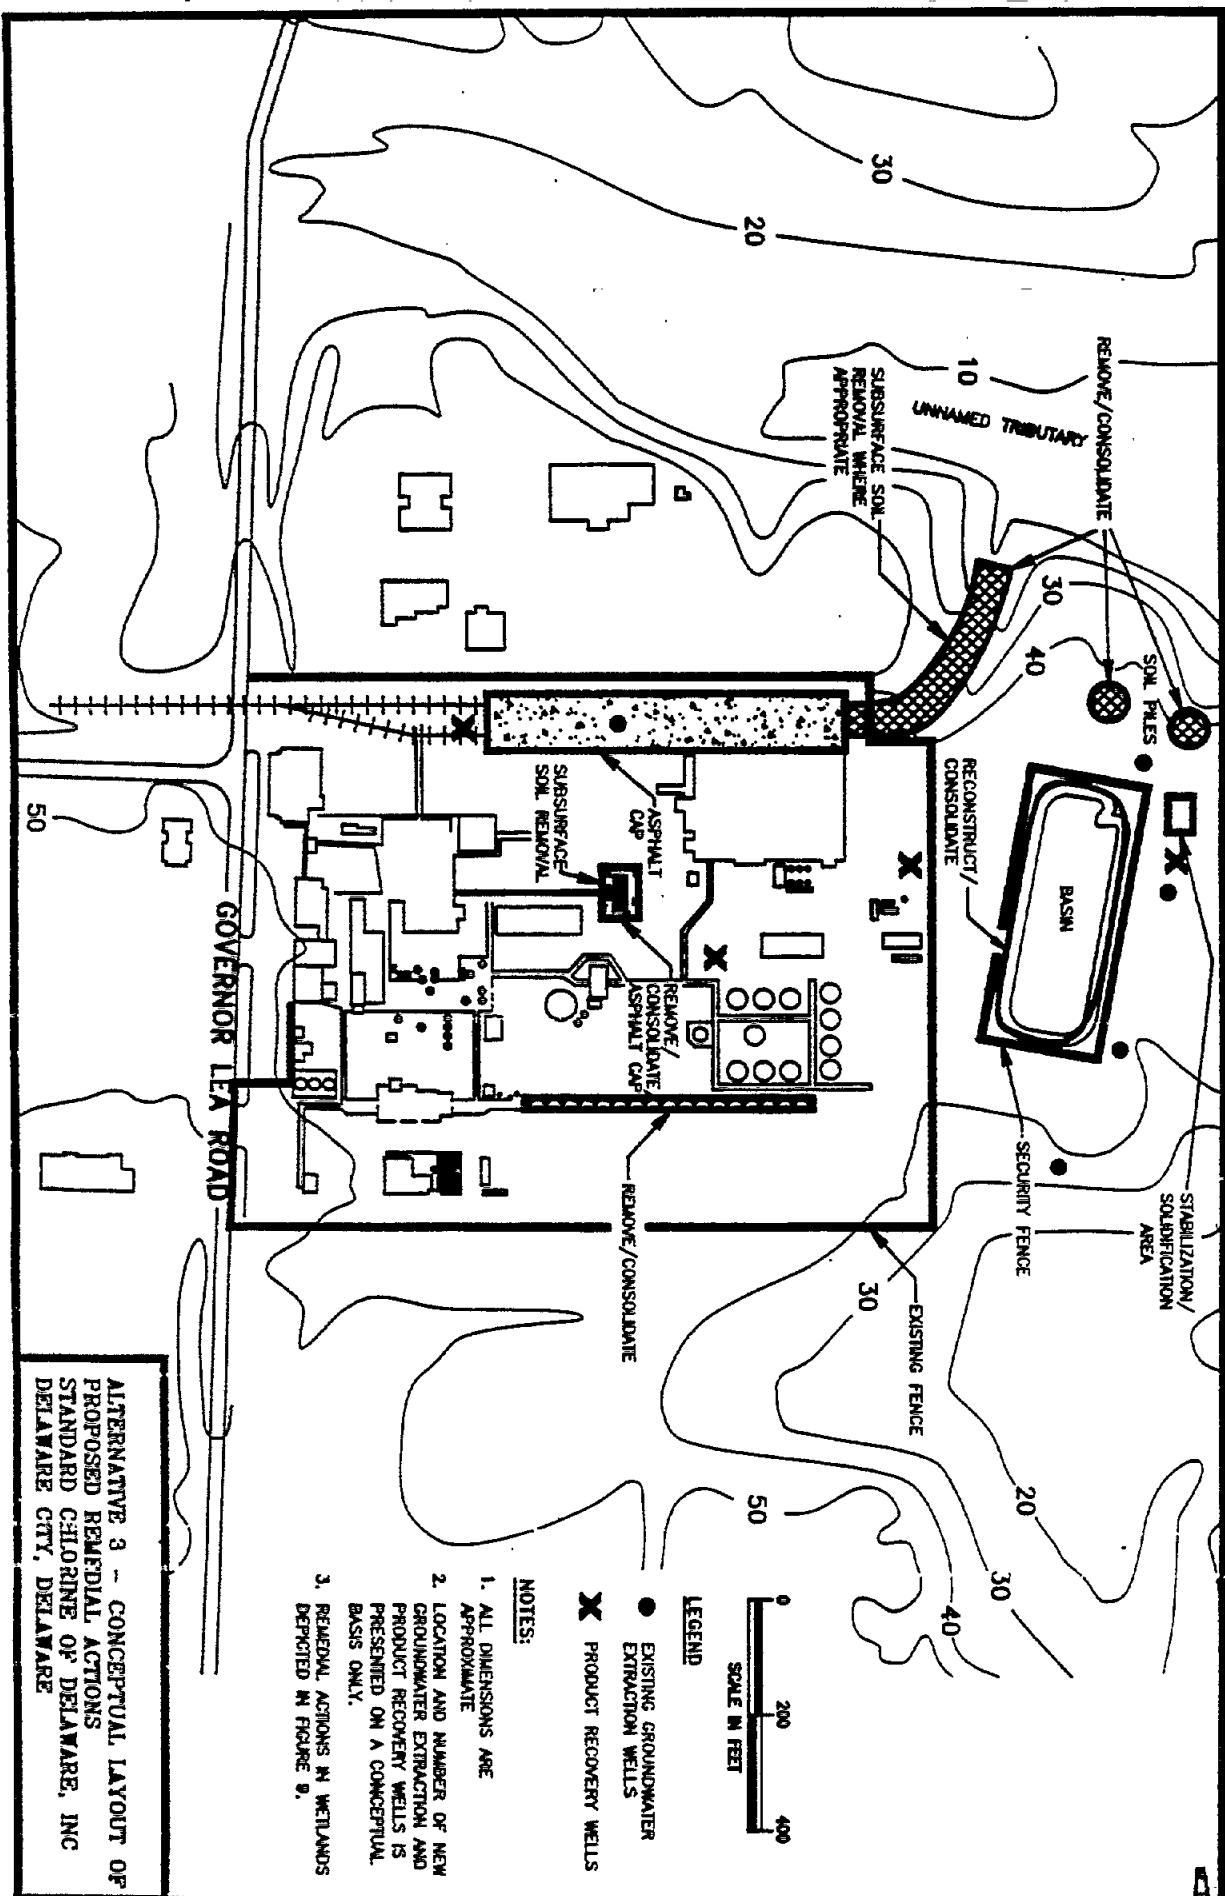 30
20
10
UNNAMED TRIBUTARY
REMOVE/CONSOLIDATE
SUBSURFACE SOIL
REMOVAL WHERE
APPROPRIATE
30
40
SOIL PILES
RECONSTRUCT/
CONSOLIDATE
BASIN
SECURITY FENCE
STABILIZATION/
SOLIDIFICATION
AREA
ASPHALT
CAP
SUBSURFACE
SOIL REMOVAL
REMOVE/
CONSOLIDATE/
ASPHALT CAP
REMOVE/CONSOLIDATE
EXISTING FENCE
30
50
GOVERNOR LEA ROAD
20
30
40
50
0 200 400
SCALE IN FEET
LEGEND
EXISTING GROUNDWATER
EXTRACTION WELLS
PRODUCT RECOVERY WELLS
NOTES:
1. ALL DIMENSIONS ARE
APPROXIMATE
2. LOCATION AND NUMBER OF NEW
GROUNDWATER EXTRACTION AND
PRODUCT RECOVERY WELLS IS
PRESENTED ON A CONCEPTUAL
BASIS ONLY.
3. REMEDIAL ACTIONS IN WETLANDS
DEPICTED IN FIGURE
ALTERNATIVE 3 - CONCEPTUAL LAYOUT OF
PROPOSED REMEDIAL ACTIONS
STANDARD CHLORINE OF DELAWARE, INC
DELAWARE CITY, DELAWARE